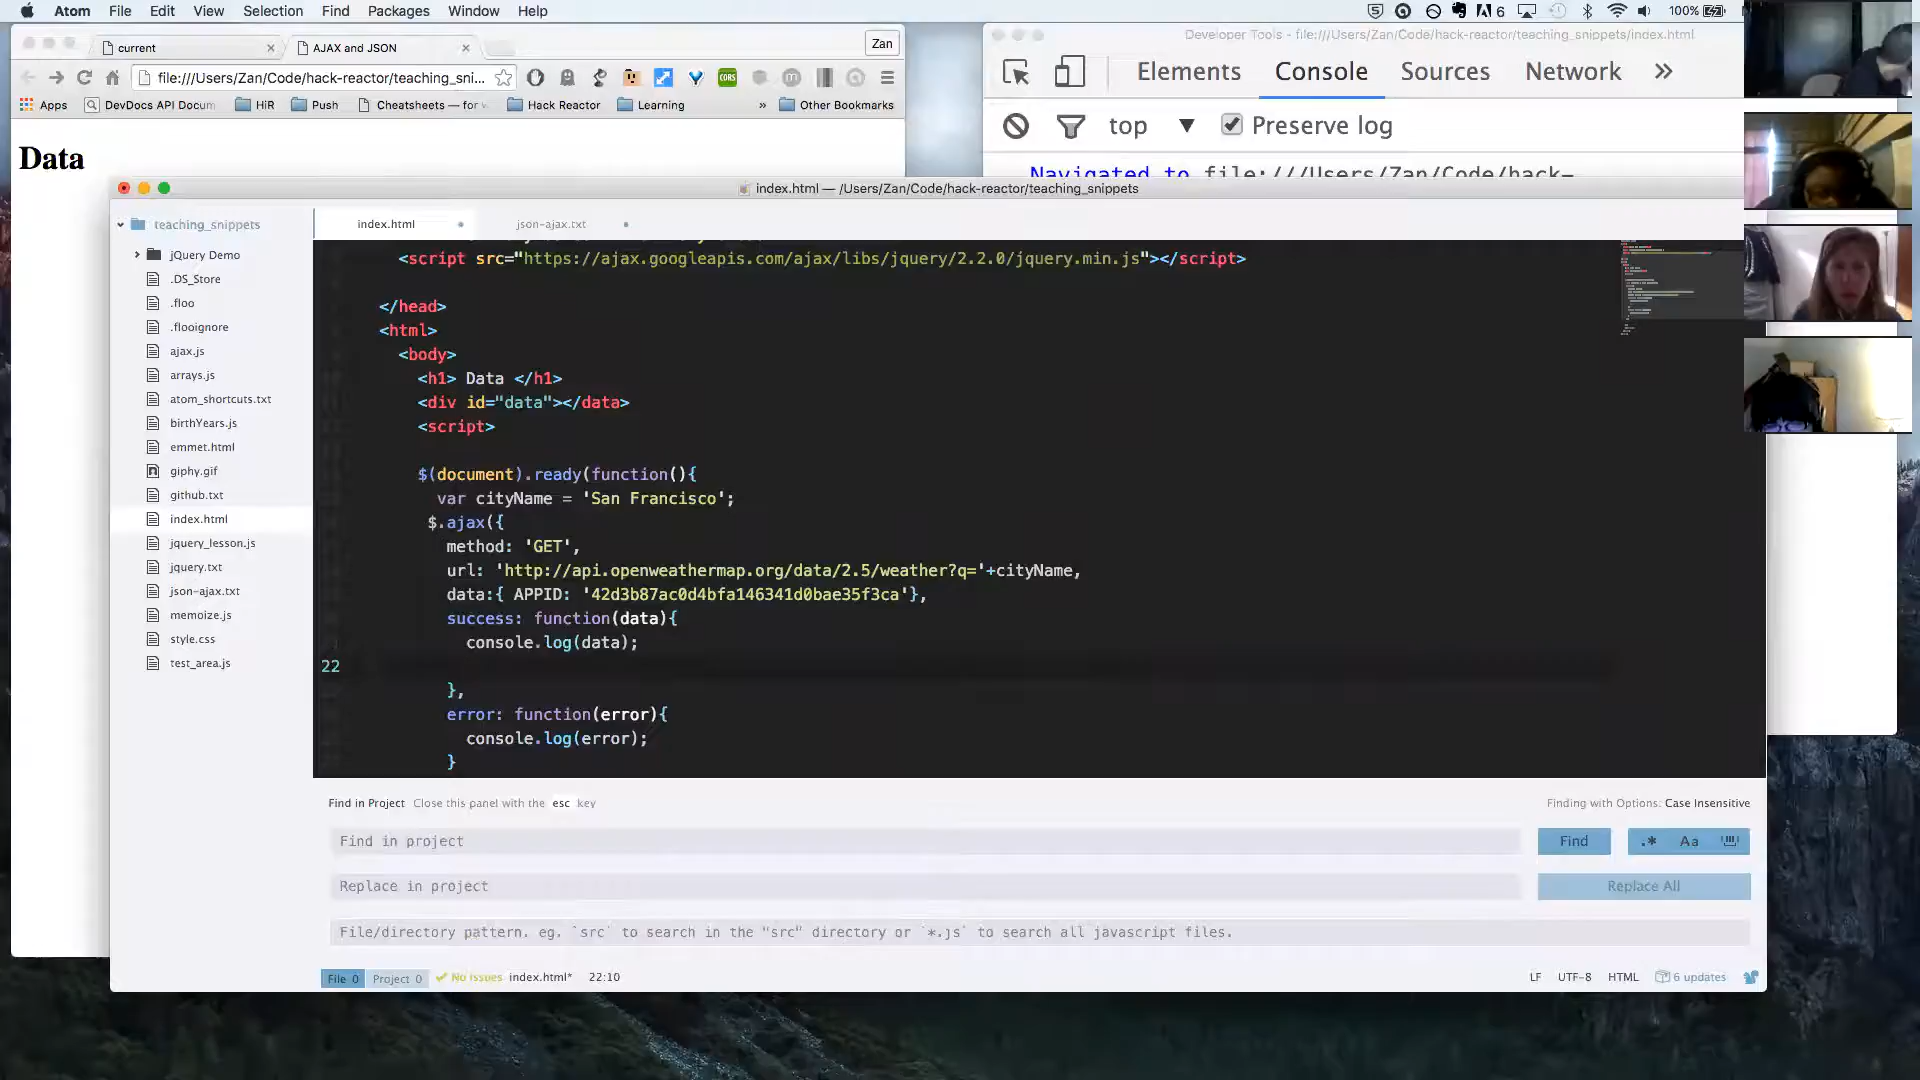 Atom File Edit View Selection Find Packages Window Help
6 100%
current
AJAX and JSON
Zan
file:///Users/Zan/Code/hack-reactor/teaching_sni...
CORS
Apps DevDocs API Docum HiR Push Cheatsheets — for Hack Reactor Learning » Other Bookmarks
Data
Developer Tools - file:///Users/Zan/Code/hack-reactor/teaching_snippets/index.html
Elements Console Sources Network »
top Preserve log
Navigated to file:///Users/Zan/Code/hack-
index.html — /Users/Zan/Code/hack-reactor/teaching_snippets
teaching_snippets
jQuery Demo
.DS_Store
.floo
.flooignore
ajax.js
arrays.js
atom_shortcuts.txt
birthYears.js
emmet.html
giphy.gif
github.txt
index.html
jquery_lesson.js
jquery.txt
json-ajax.txt
memoize.js
style.css
test_area.js
index.html
json-ajax.txt
<script src="https://ajax.googleapis.com/ajax/libs/jquery/2.2.0/jquery.min.js"></script>
</head>
<html>
<body>
<h1> Data </h1>
<div id="data"></data>
<script>
$(document).ready(function(){
var cityName = 'San Francisco';
$.ajax({
method: 'GET',
url: 'http://api.openweathermap.org/data/2.5/weather?q='+cityName,
data:{ APPID: '42d3b87ac0d4bfa146341d0bae35f3ca'},
success: function(data){
console.log(data);
22
},
error: function(error){
console.log(error);
}
Find in Project Close this panel with the esc key
Finding with Options: Case Insensitive
Find in project
Find .* Aa
Replace in project
Replace All
File/directory pattern. eg. `src` to search in the "src" directory or `*.js` to search all javascript files.
File 0 Project 0 No Issues index.html* 22:10
LF UTF-8 HTML 6 updates